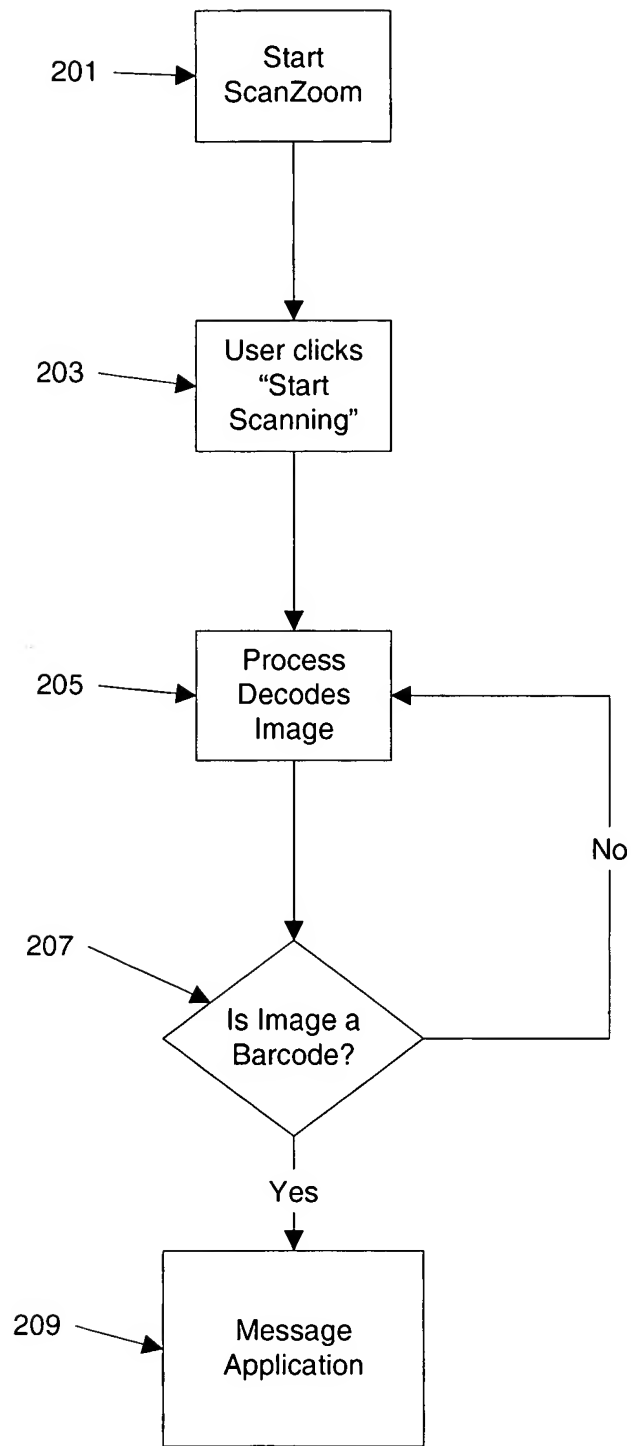 201
Start
ScanZoom
203
User clicks
“Start
Scanning”
205
Process
Decodes
Image
No
207
Is Image a
Barcode?
Yes
209
Message
Application